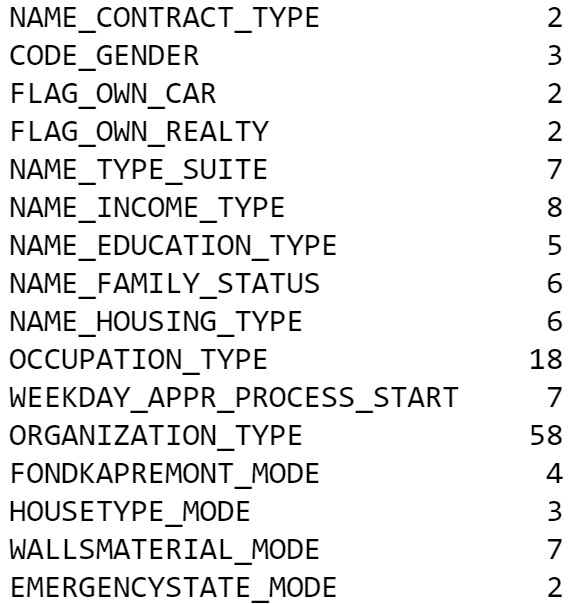 NAME_CONTRACT_TYPE 2
CODE_GENDER 3
FLAG_OWN_CAR 2
FLAG_OWN_REALTY 2
NAME_TYPE_SUITE 7
NAME_INCOME_TYPE 8
NAME_EDUCATION_TYPE 5
NAME_FAMILY_STATUS 6
NAME_HOUSING_TYPE 6
OCCUPATION_TYPE 18
WEEKDAY_APPR_PROCESS_START 7
ORGANIZATION_TYPE 58
FONDKAPREMONT_MODE 4
HOUSETYPE_MODE 3
WALLSMATERIAL_MODE 7
EMERGENCYSTATE_MODE 2